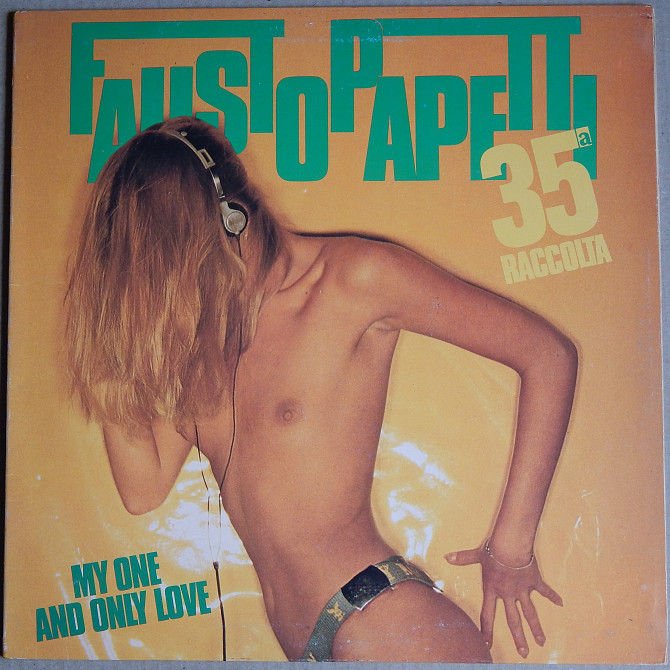 FAUSTO PAPETTI
35ª
RACCOLTA
MY ONE
AND ONLY LOVE